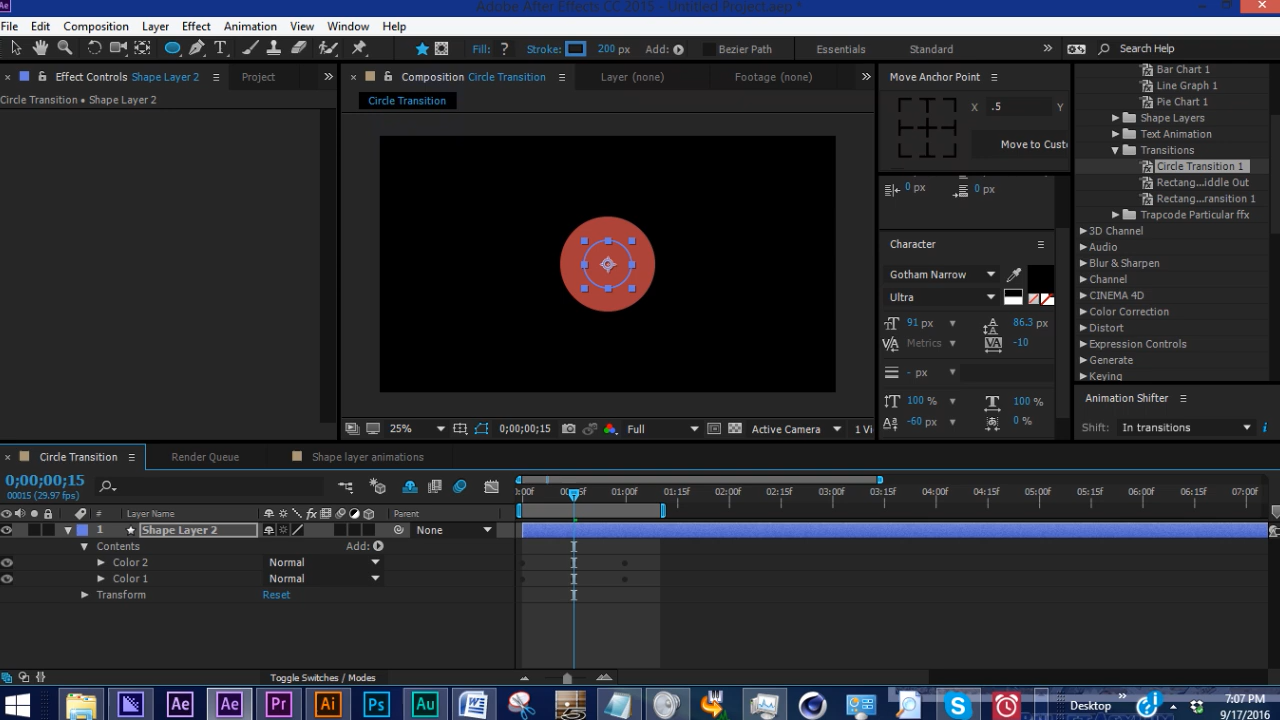 Adobe After Effects CC 2015 - Untitled Project.aep *
File Edit Composition Layer Effect Animation View Window Help
Fill: ? Stroke: 200 px Add: Bezier Path Essentials Standard Search Help
Effect Controls Shape Layer 2 Project
Composition Circle Transition Layer (none) Footage (none)
Move Anchor Point
Circle Transition • Shape Layer 2
Circle Transition
X .5 Y
Move to Custo
0 px 0 px
Character
Gotham Narrow
Ultra
91 px 86.3 px
Metrics -10
- px
100 % 100 %
-60 px 0 %
Bar Chart 1
Line Graph 1
Pie Chart 1
Shape Layers
Text Animation
Transitions
Circle Transition 1
Rectang...iddle Out
Rectang...ransition 1
Trapcode Particular ffx
3D Channel
Audio
Blur & Sharpen
Channel
CINEMA 4D
Color Correction
Distort
Expression Controls
Generate
Keying
Animation Shifter
Shift: In transitions
25% 0;00;00;15 Full Active Camera 1 Vi
Circle Transition Render Queue Shape layer animations
0;00;00;15
00015 (29.97 fps)
# Layer Name Parent
1 Shape Layer 2 None
Contents Add:
Color 2 Normal
Color 1 Normal
Transform Reset
01:00f 01:15f 02:00f 02:15f 03:00f 03:15f 04:00f 04:15f 05:00f 05:15f 06:00f 06:15f 07:00f
Toggle Switches / Modes
Desktop 7:07 PM
9/17/2016